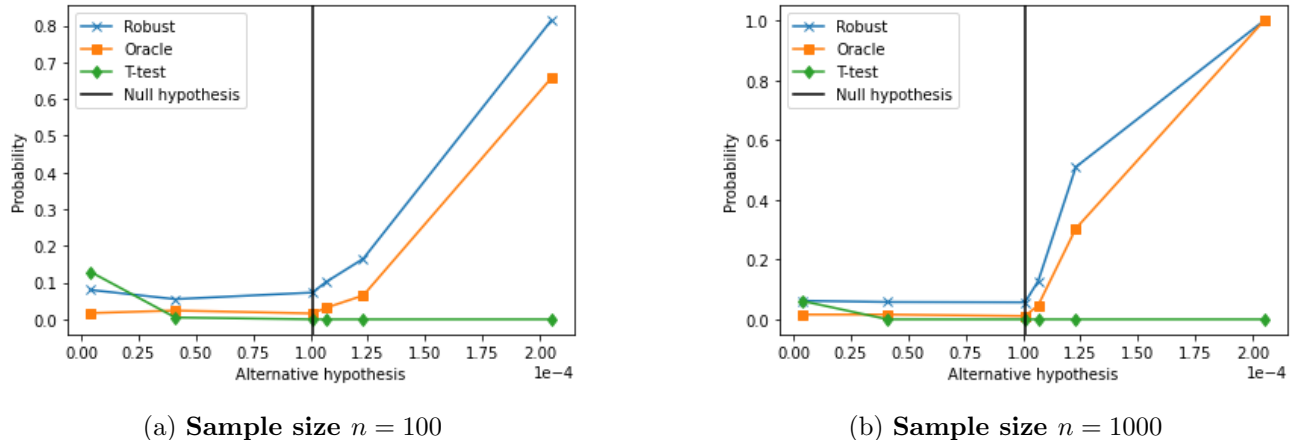 0.8
0.7
0.6
0.5
0.4
0.3
0.2
0.1
0.0
Probability
Robust
Oracle
T-test
Null hypothesis
0.00 0.25 0.50 0.75 1.00 1.25 1.50 1.75 2.00
Alternative hypothesis
1e−4
(a) Sample size n = 100
1.0
0.8
0.6
0.4
0.2
0.0
Probability
Robust
Oracle
T-test
Null hypothesis
0.00 0.25 0.50 0.75 1.00 1.25 1.50 1.75 2.00
Alternative hypothesis
1e−4
(b) Sample size n = 1000